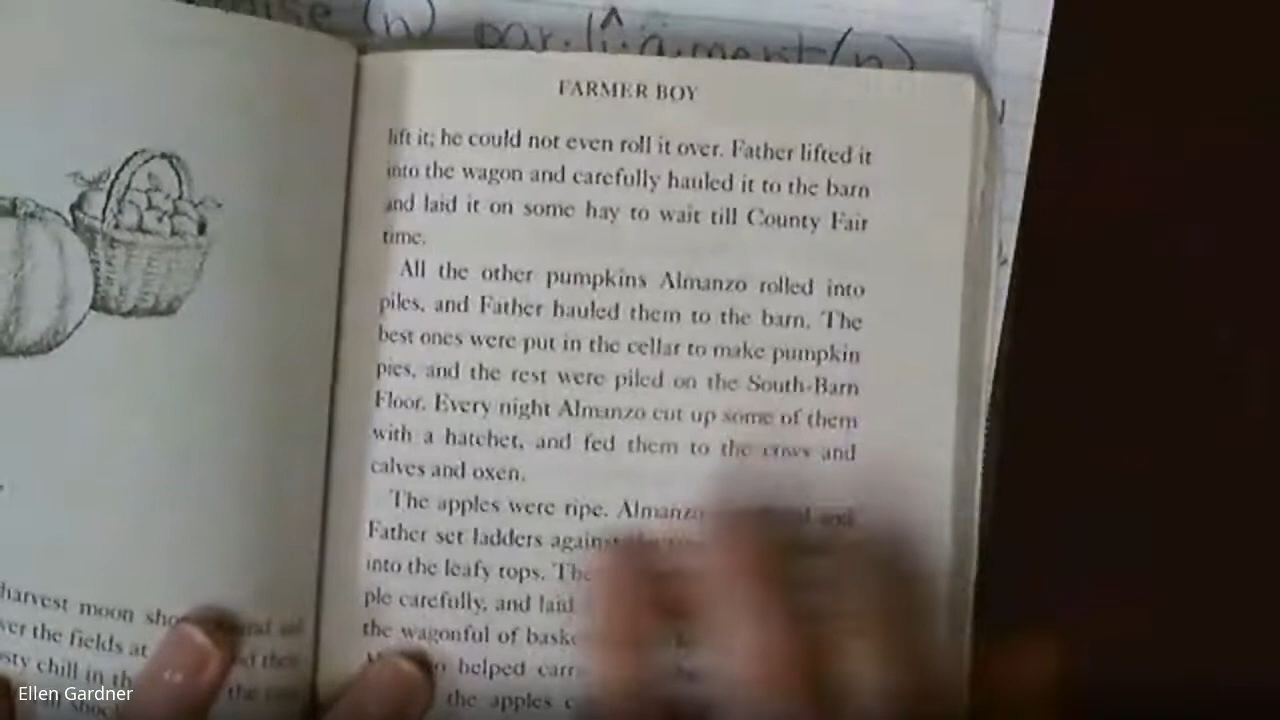 (n) par.lî.a.ment(n)
FARMER BOY
lift it; he could not even roll it over. Father lifted it
into the wagon and carefully hauled it to the barn
and laid it on some hay to wait till County Fair
time.
All the other pumpkins Almanzo rolled into
piles, and Father hauled them to the barn. The
best ones were put in the cellar to make pumpkin
pies, and the rest were piled on the South-Barn
Floor. Every night Almanzo cut up some of them
with a hatchet, and fed them to the cows and
calves and oxen.
The apples were ripe. Almanzo and
Father set ladders against
into the leafy tops. The
ple carefully, and laid
the wagonful of
helped
the apples
harvest moon
the fields at
chill in
the
Ellen Gardner